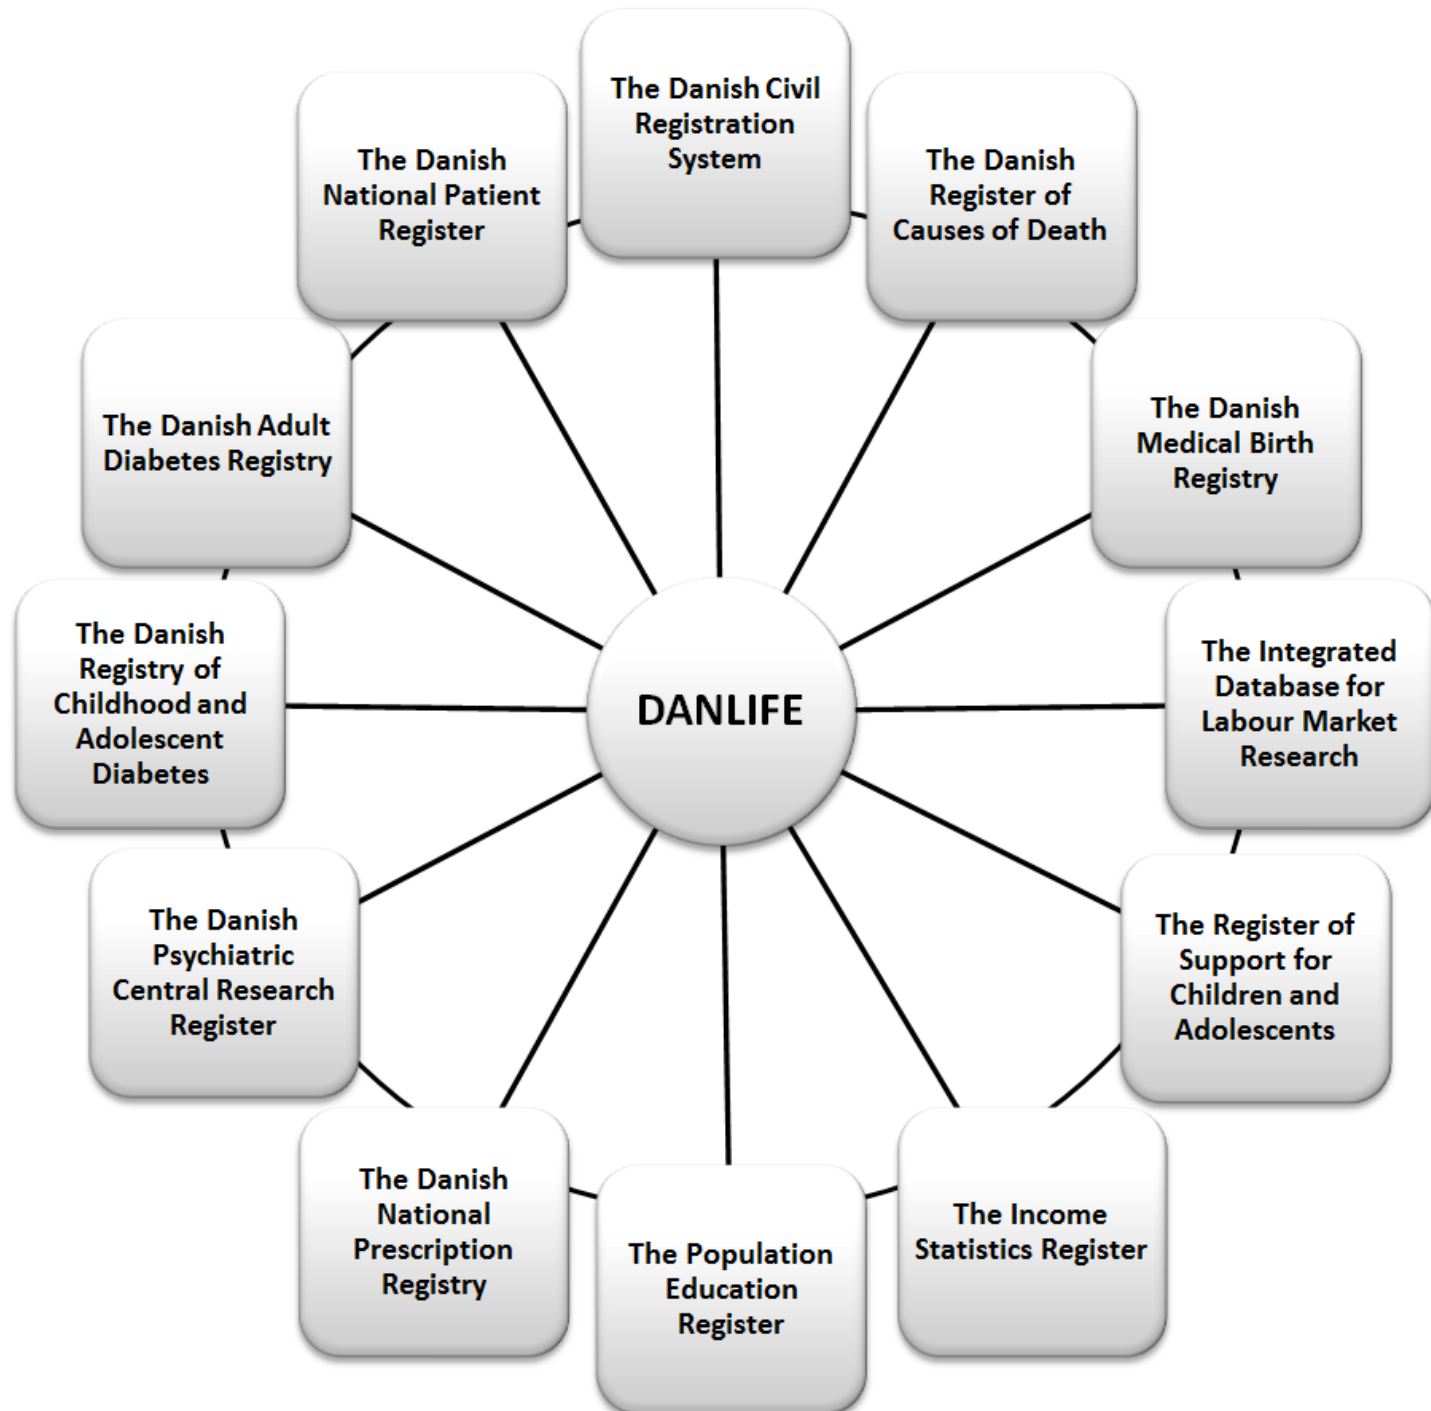 The Danish Civil
Registration
System
The Danish
Register of
Causes of Death
The Danish
Medical Birth
Registry
The Integrated
Database for
Labour Market
Research
The Register of
Support for
Children and
Adolescents
The Income
Statistics Register
The Population
Education
Register
The Danish
National
Prescription
Registry
The Danish
Psychiatric
Central Research
Register
The Danish
Registry of
Childhood and
Adolescent
Diabetes
The Danish Adult
Diabetes Registry
The Danish
National Patient
Register
DANLIFE